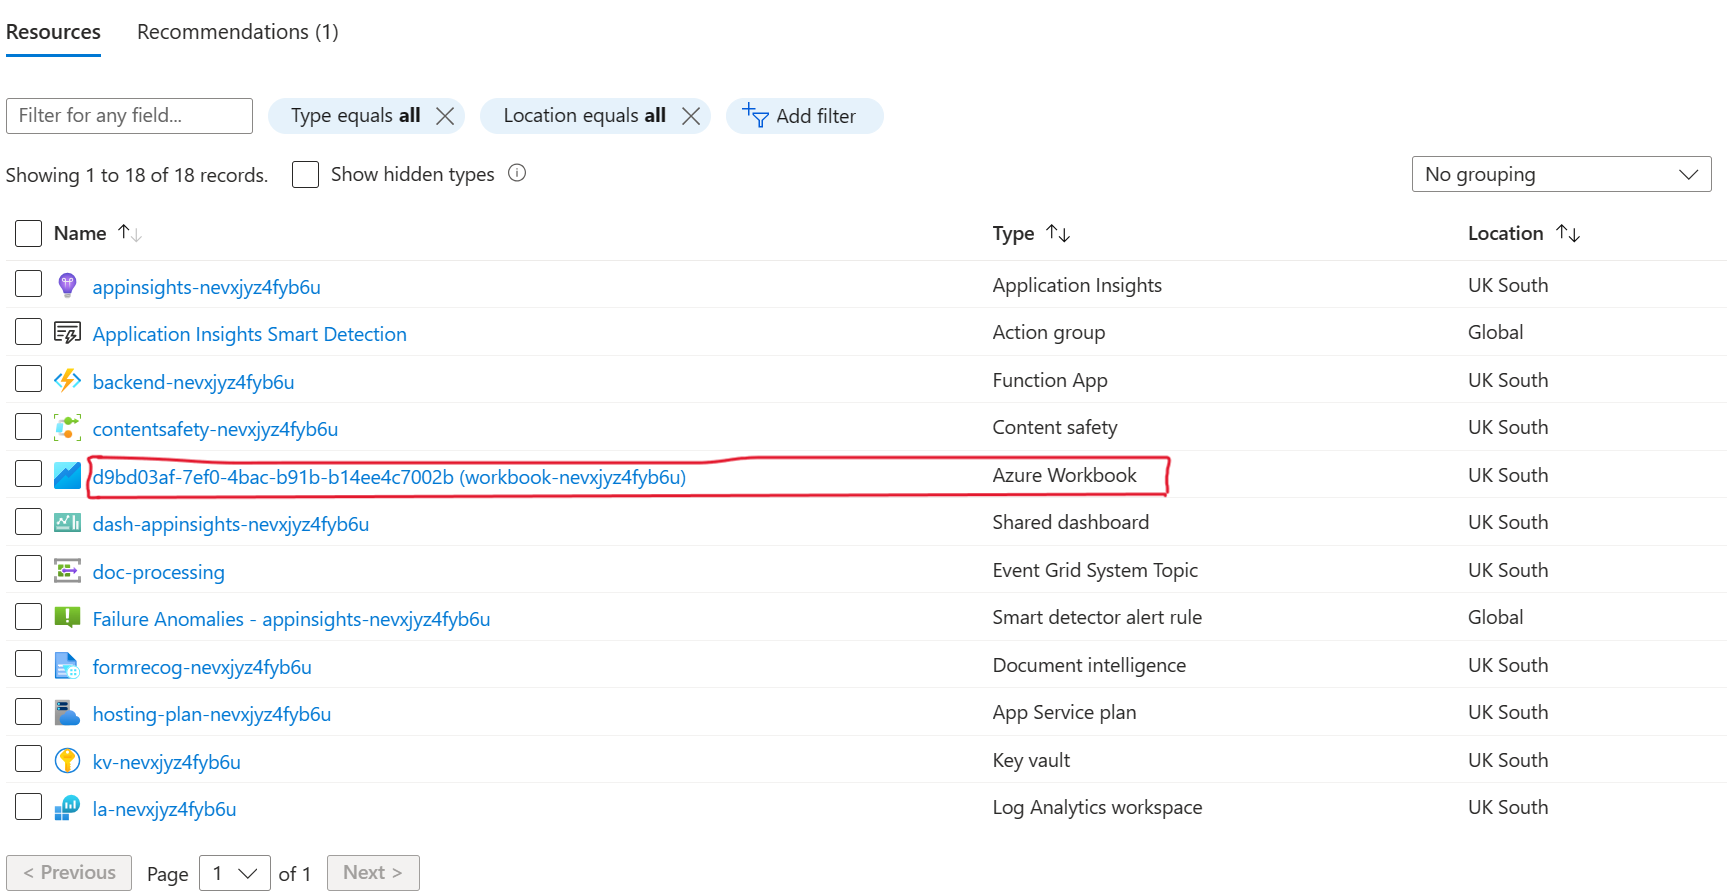 Resources Recommendations (1)
Filter for any field... Type equals all Location equals all Add filter
Showing 1 to 18 of 18 records. Show hidden types No grouping
Name Type Location
appinsights-nevxjyz4fyb6u Application Insights UK South
Application Insights Smart Detection Action group Global
backend-nevxjyz4fyb6u Function App UK South
contentsafety-nevxjyz4fyb6u Content safety UK South
d9bd03af-7ef0-4bac-b91b-b14ee4c7002b (workbook-nevxjyz4fyb6u) Azure Workbook UK South
dash-appinsights-nevxjyz4fyb6u Shared dashboard UK South
doc-processing Event Grid System Topic UK South
Failure Anomalies - appinsights-nevxjyz4fyb6u Smart detector alert rule Global
formrecog-nevxjyz4fyb6u Document intelligence UK South
hosting-plan-nevxjyz4fyb6u App Service plan UK South
kv-nevxjyz4fyb6u Key vault UK South
la-nevxjyz4fyb6u Log Analytics workspace UK South
< Previous Page 1 of 1 Next >